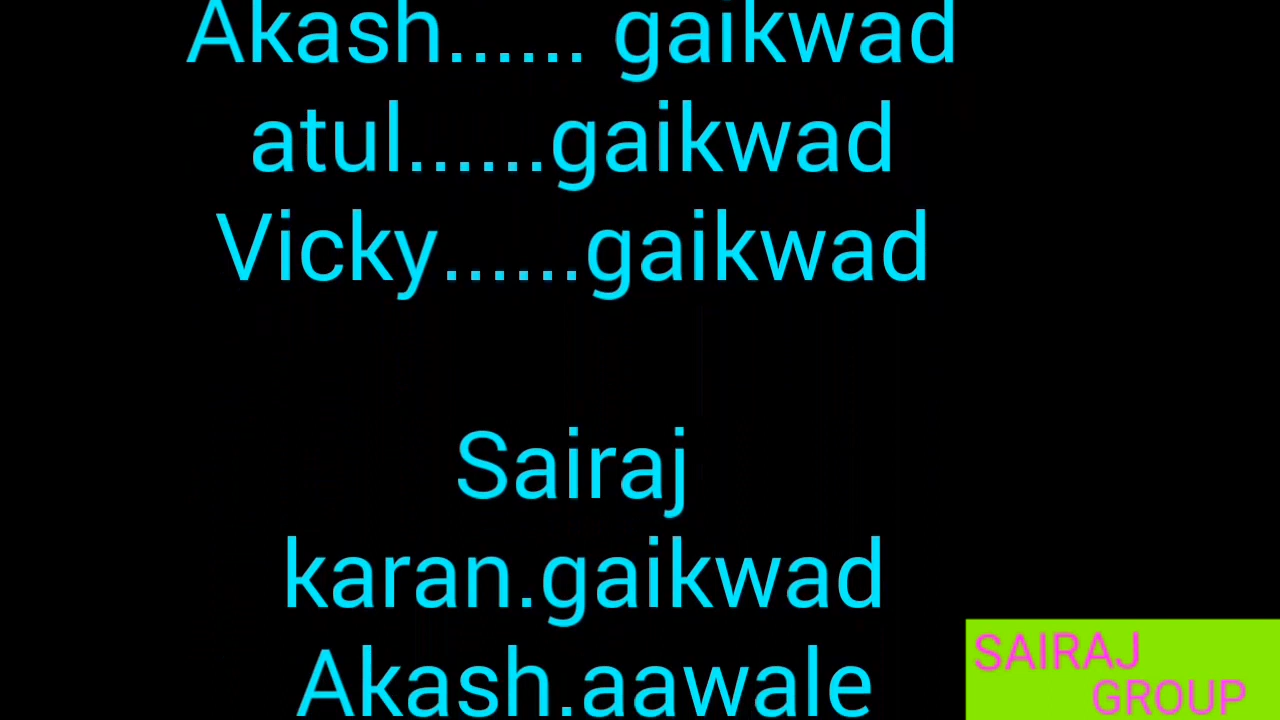 Akash...... gaikwad
atul......gaikwad
Vicky......gaikwad
Sairaj
karan.gaikwad
Akash.aawale
SAIRAJ
GROUP